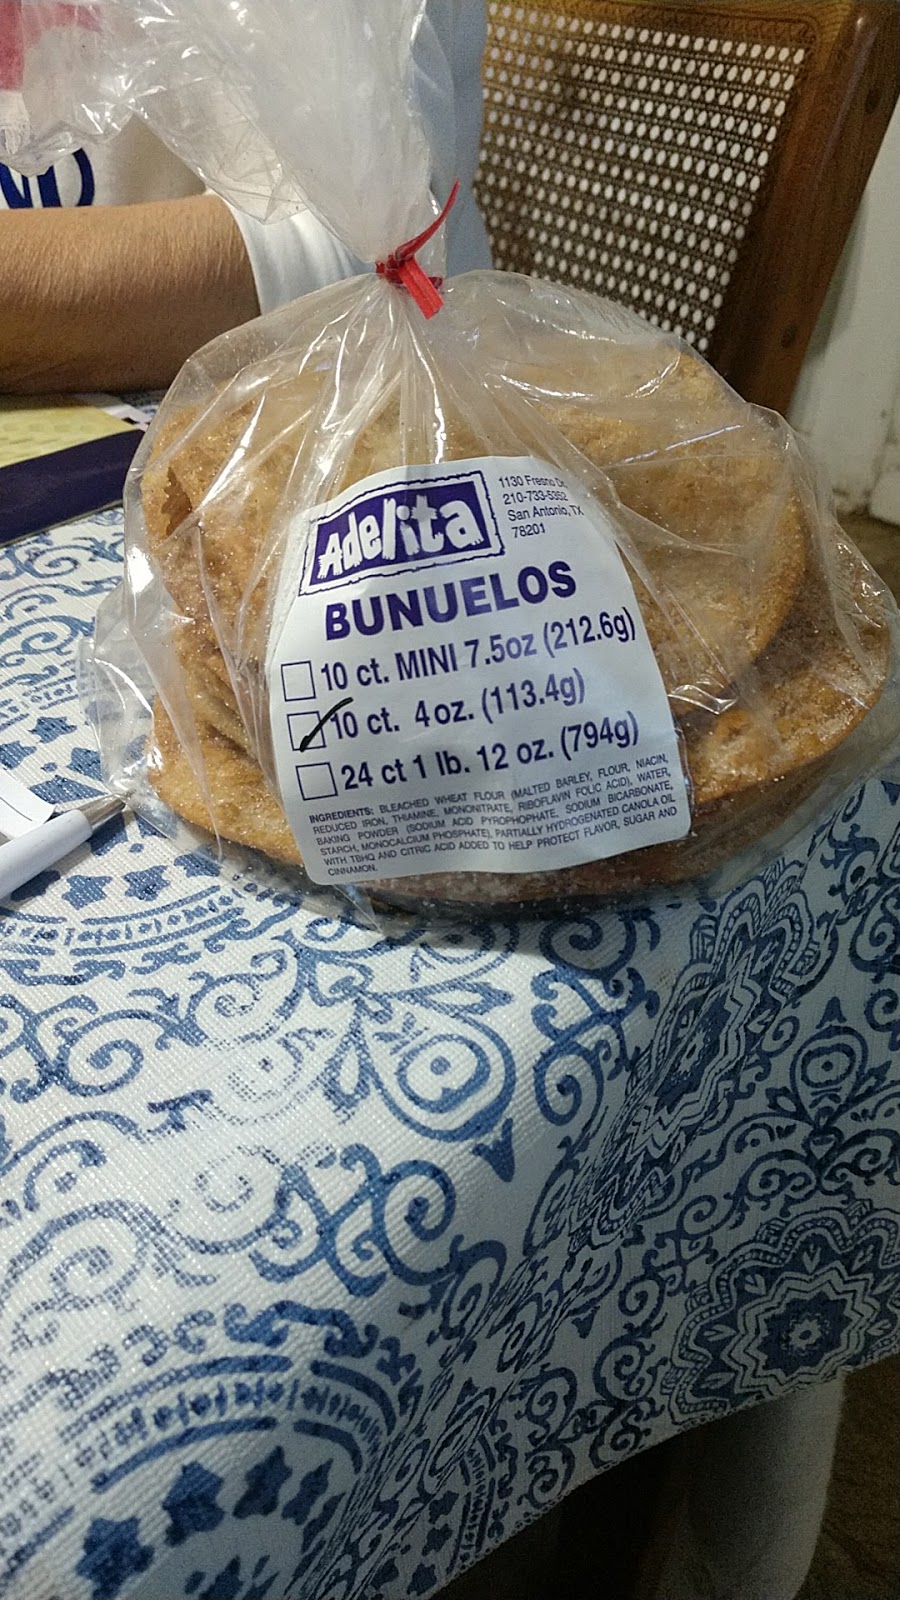 Adelita
1130 Fresno Dr.
210-733-5352
San Antonio, TX
78201
BUNUELOS
10 ct. MINI 7.5oz (212.6g)
10 ct. 4 oz. (113.4g)
24 ct 1 lb. 12 oz. (794g)
INGREDIENTS: BLEACHED WHEAT FLOUR (MALTED BARLEY, FLOUR, NIACIN,
REDUCED IRON, THIAMINE, MONONITRATE, RIBOFLAVIN FOLIC ACID), WATER,
BAKING POWDER (SODIUM ACID PYROPHOPHATE, SODIUM BICARBONATE,
STARCH, MONOCALCIUM PHOSPHATE), PARTIALLY HYDROGENATED CANOLA OIL
WITH TBHQ AND CITRIC ACID ADDED TO HELP PROTECT FLAVOR, SUGAR AND
CINNAMON.